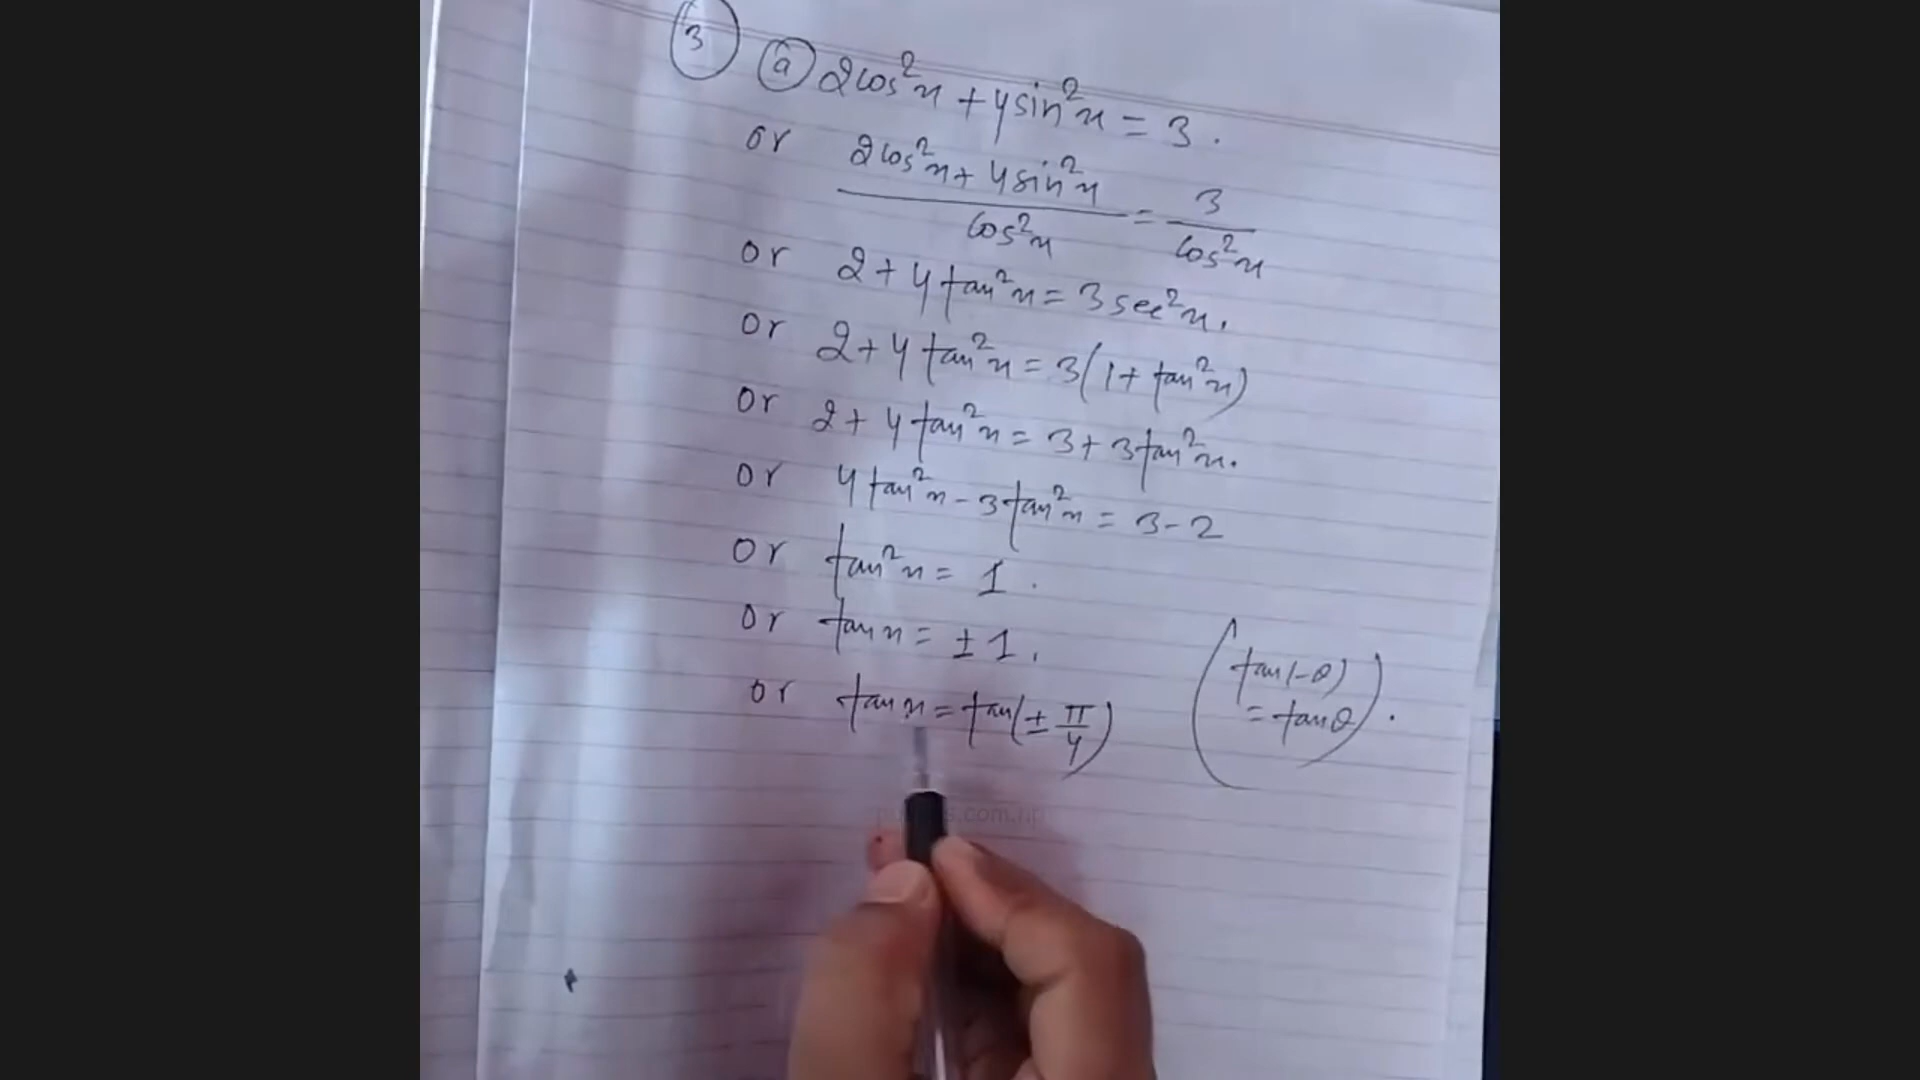 3 a 2cos²x + 4sin²x = 3.
or (2cos²x + 4sin²x)/cos²x = 3/cos²x
or 2 + 4tan²x = 3sec²x.
or 2 + 4tan²x = 3(1 + tan²x)
or 2 + 4tan²x = 3 + 3tan²x.
or 4tan²x - 3tan²x = 3 - 2
or tan²x = 1.
or tan x = ±1.
or tan x = tan(±π/4)
(tan(-θ)
= tanθ).